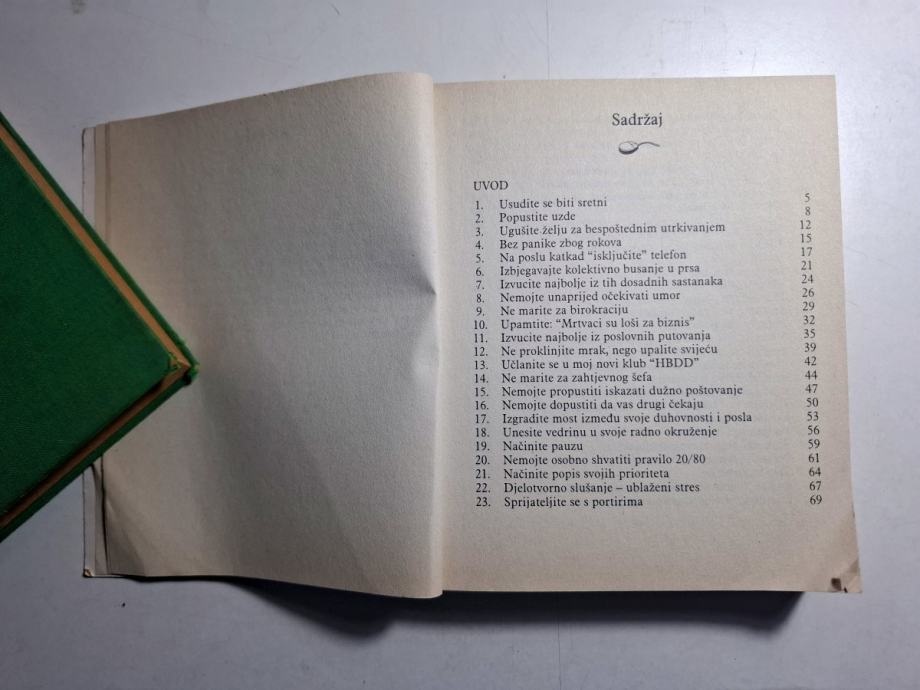 Sadržaj
UVOD
1. Usudite se biti sretni 5
2. Popustite uzde 8
3. Ugušite želju za bespoštednim utrkivanjem 12
4. Bez panike zbog rokova 15
5. Na poslu katkad “isključite” telefon 17
6. Izbjegavajte kolektivno busanje u prsa 21
7. Izvucite najbolje iz tih dosadnih sastanaka 24
8. Nemojte unaprijed očekivati umor 26
9. Ne marite za birokraciju 29
10. Upamtite: “Mrtvaci su loši za biznis” 32
11. Izvucite najbolje iz poslovnih putovanja 35
12. Ne proklinjite mrak, nego upalite svijeću 39
13. Učlanite se u moj novi klub “HBDD” 42
14. Ne marite za zahtjevnog šefa 44
15. Nemojte propustiti iskazati dužno poštovanje 47
16. Nemojte dopustiti da vas drugi čekaju 50
17. Izgradite most između svoje duhovnosti i posla 53
18. Unesite vedrinu u svoje radno okruženje 56
19. Načinite pauzu 59
20. Nemojte osobno shvatiti pravilo 20/80 61
21. Načinite popis svojih prioriteta 64
22. Djelotvorno slušanje – ublaženi stres 67
23. Sprijateljite se s portirima 69